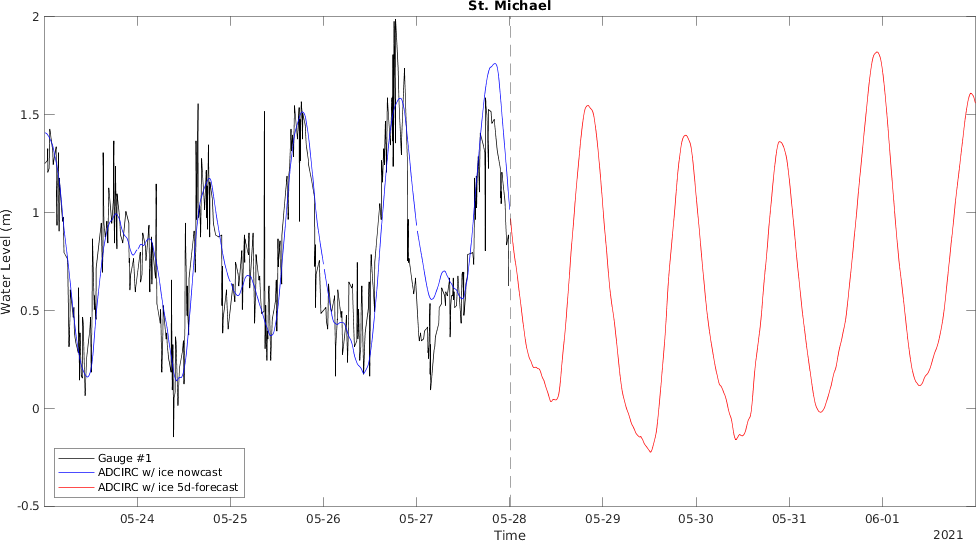 St. Michael
Water Level (m)
2
1.5
1
0.5
0
-0.5
Gauge #1
ADCIRC w/ ice nowcast
ADCIRC w/ ice 5d-forecast
05-24 05-25 05-26 05-27 05-28 05-29 05-30 05-31 06-01
Time
2021